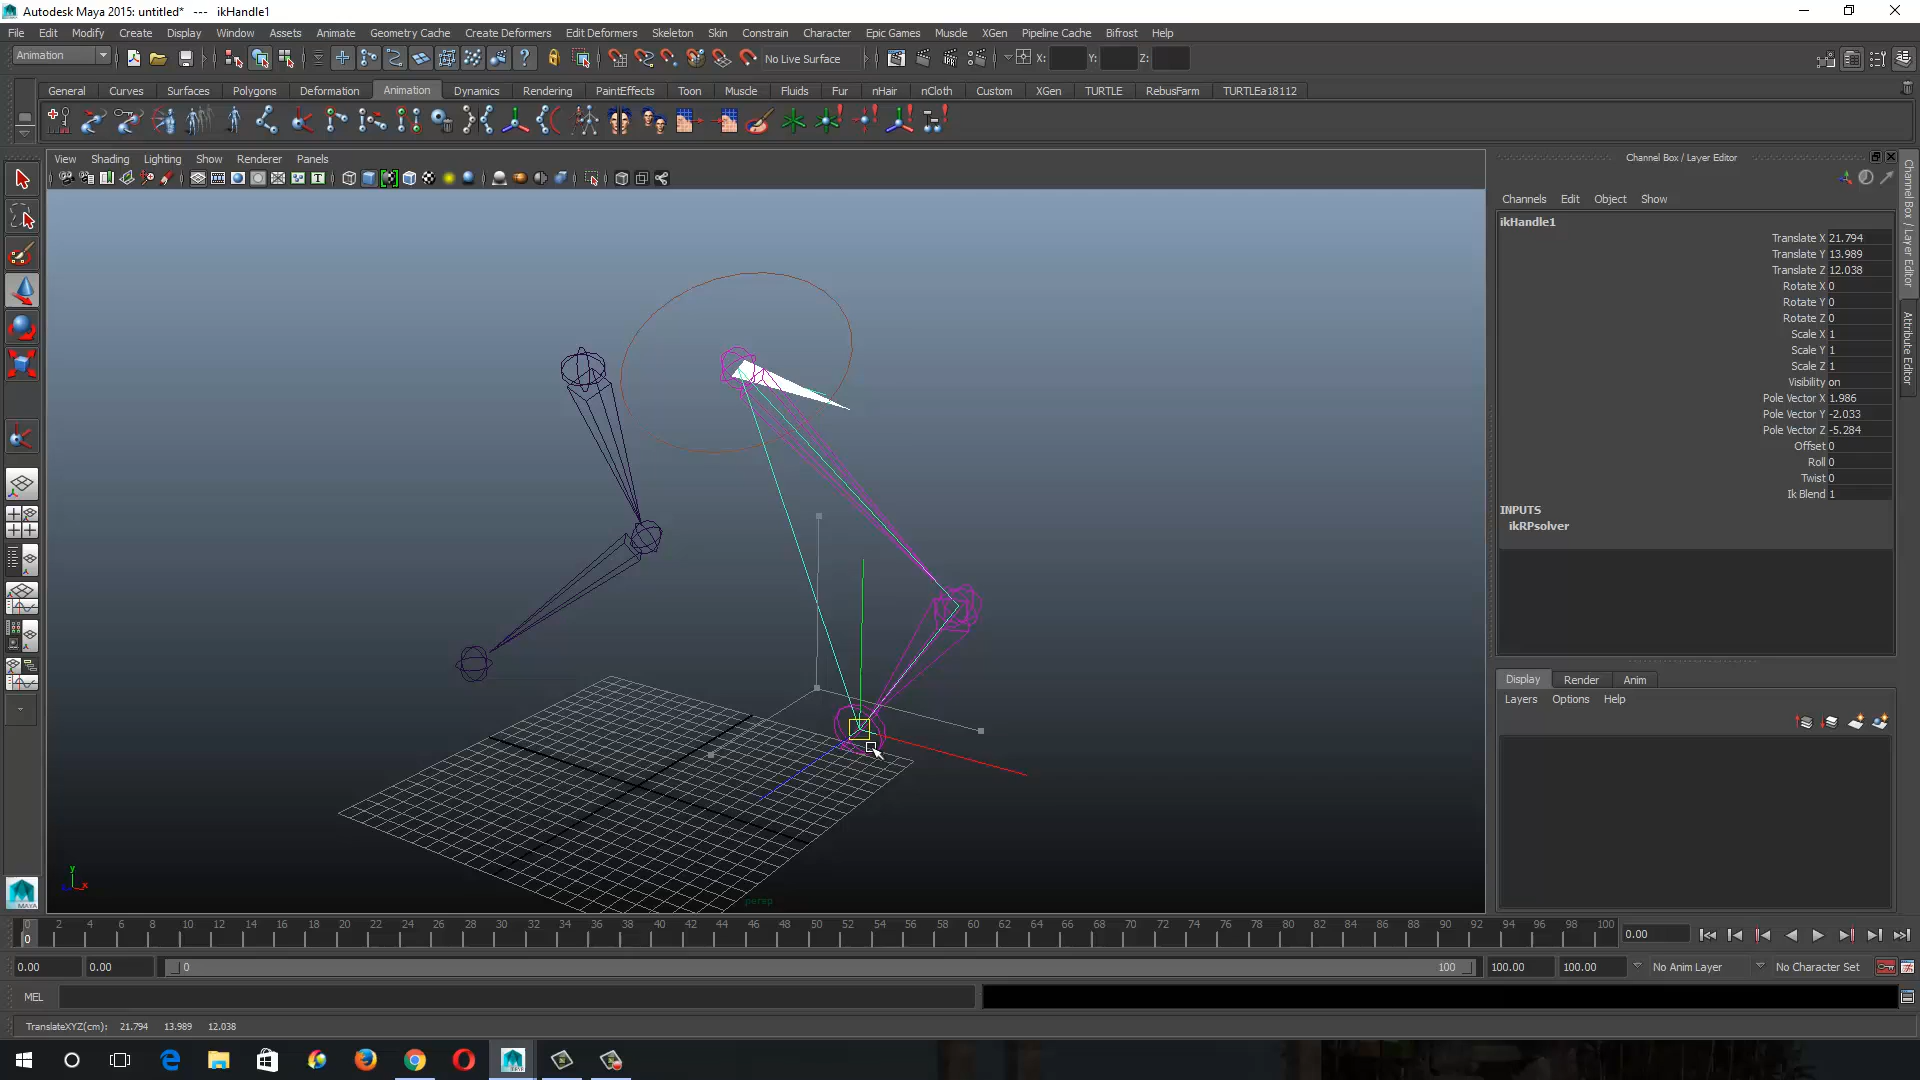 Autodesk Maya 2015: untitled* --- ikHandle1
File Edit Modify Create Display Window Assets Animate Geometry Cache Create Deformers Edit Deformers Skeleton Skin Constrain Character Epic Games Muscle XGen Pipeline Cache Bifrost Help
Animation No Live Surface X: Y: Z:
General Curves Surfaces Polygons Deformation Animation Dynamics Rendering PaintEffects Toon Muscle Fluids Fur nHair nCloth Custom XGen TURTLE RebusFarm TURTLEa18112
View Shading Lighting Show Renderer Panels
Channel Box / Layer Editor
Channels Edit Object Show
ikHandle1
Translate X 21.794
Translate Y 13.989
Translate Z 12.038
Rotate X 0
Rotate Y 0
Rotate Z 0
Scale X 1
Scale Y 1
Scale Z 1
Visibility on
Pole Vector X 1.986
Pole Vector Y -2.033
Pole Vector Z -5.284
Offset 0
Roll 0
Twist 0
Ik Blend 1
INPUTS
ikRPsolver
Channel Box / Layer Editor
Attribute Editor
Display Render Anim
Layers Options Help
y
x
persp
MAYA
0 2 4 6 8 10 12 14 16 18 20 22 24 26 28 30 32 34 36 38 40 42 44 46 48 50 52 54 56 58 60 62 64 66 68 70 72 74 76 78 80 82 84 86 88 90 92 94 96 98 100
0 0.00
0.00 0.00 0 100 100.00 100.00 No Anim Layer No Character Set
MEL
TranslateXYZ(cm): 21.794 13.989 12.038